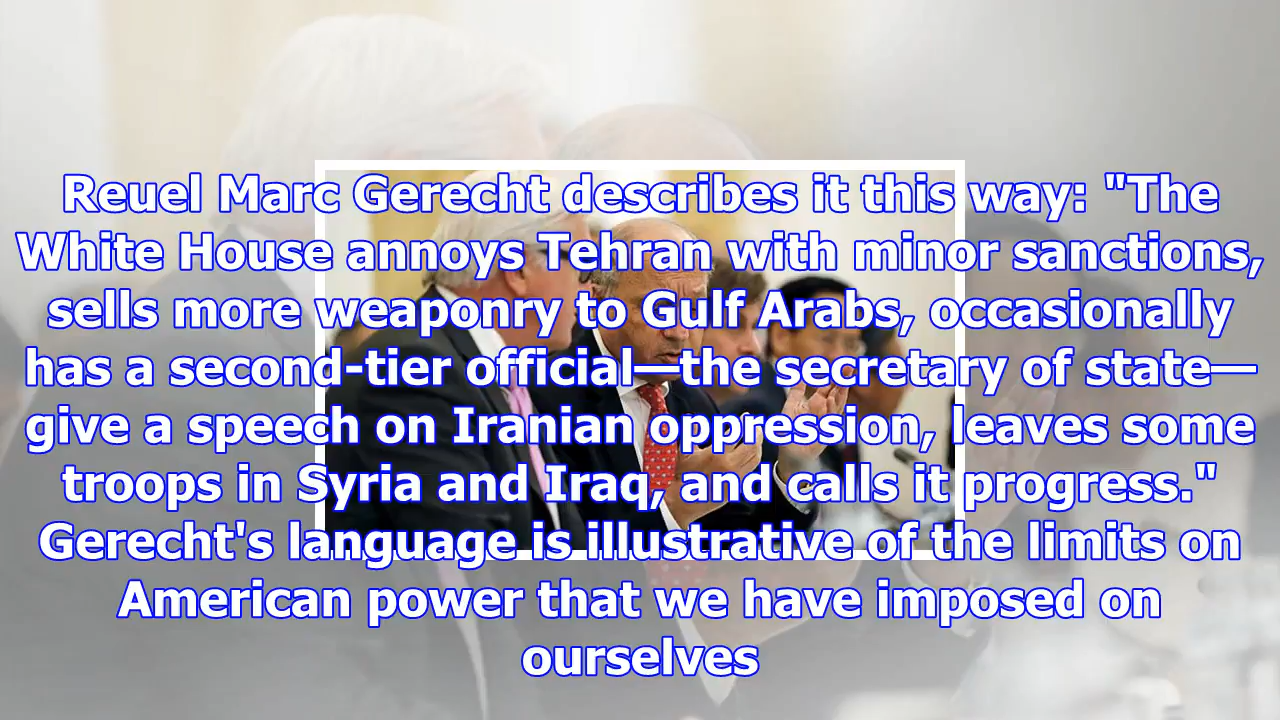 Reuel Marc Gerecht describes it this way: "The
White House annoys Tehran with minor sanctions,
sells more weaponry to Gulf Arabs, occasionally
has a second-tier official—the secretary of state—
give a speech on Iranian oppression, leaves some
troops in Syria and Iraq, and calls it progress."
Gerecht's language is illustrative of the limits on
American power that we have imposed on
ourselves